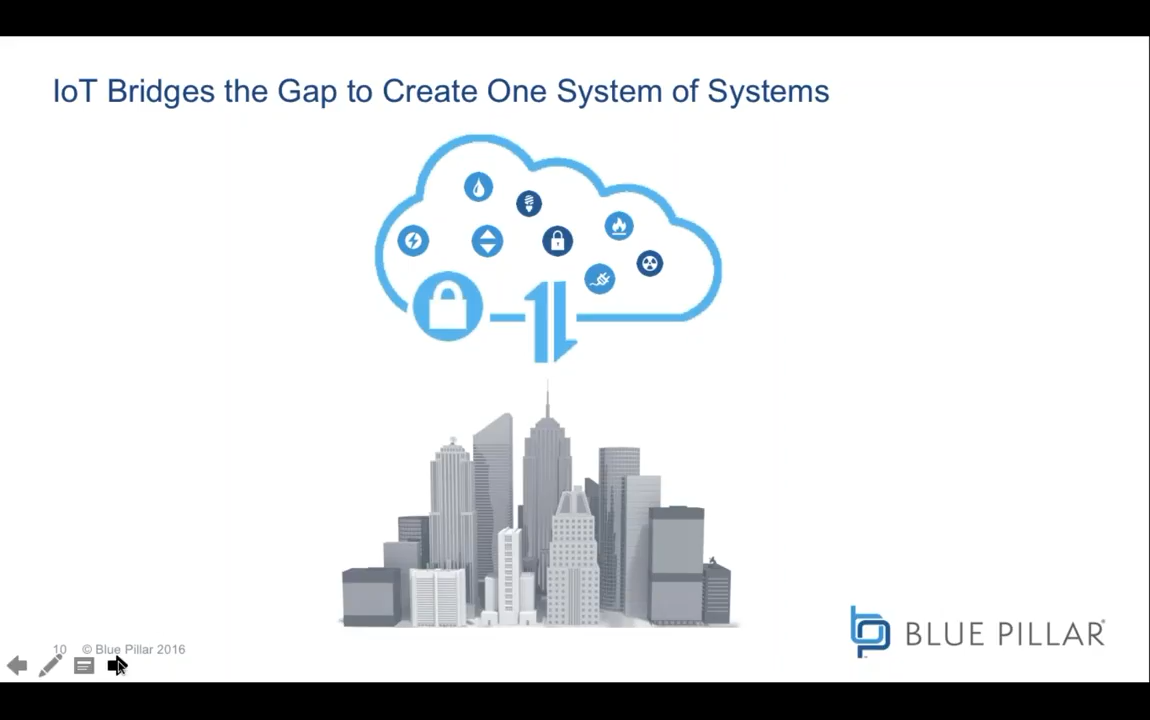 IoT Bridges the Gap to Create One System of Systems
10 © Blue Pillar 2016
BLUE PILLAR